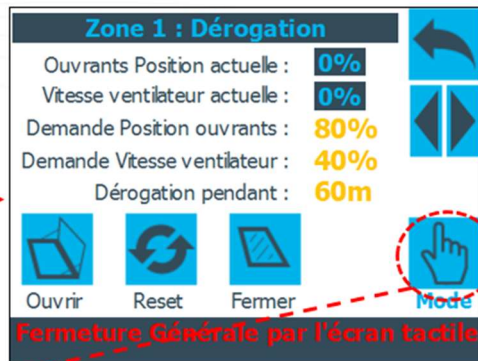 Zone 1 : Dérogation
Ouvrants Position actuelle : 0%
Vitesse ventilateur actuelle : 0%
Demande Position ouvrants : 80%
Demande Vitesse ventilateur : 40%
Dérogation pendant : 60m
Ouvrir Reset Fermer Mode
Fermeture Générale par l'écran tactile